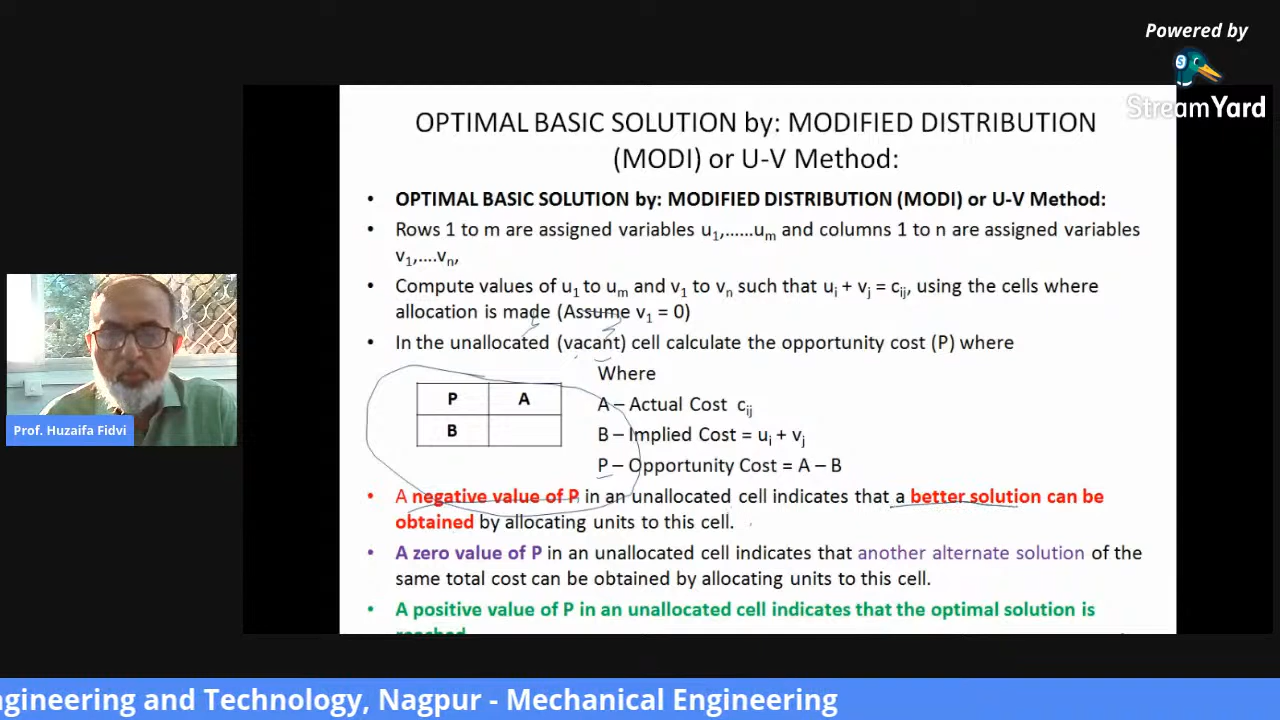 Powered by
S
StreamYard
OPTIMAL BASIC SOLUTION by: MODIFIED DISTRIBUTION
(MODI) or U-V Method:
• OPTIMAL BASIC SOLUTION by: MODIFIED DISTRIBUTION (MODI) or U-V Method:
• Rows 1 to m are assigned variables u1,......um and columns 1 to n are assigned variables
v1,....vn,
• Compute values of u1 to um and v1 to vn such that ui + vj = cij, using the cells where
allocation is made (Assume v1 = 0)
• In the unallocated (vacant) cell calculate the opportunity cost (P) where
Where
P A
A – Actual Cost cij
B
B – Implied Cost = ui + vj
P – Opportunity Cost = A – B
• A negative value of P in an unallocated cell indicates that a better solution can be
obtained by allocating units to this cell.
• A zero value of P in an unallocated cell indicates that another alternate solution of the
same total cost can be obtained by allocating units to this cell.
• A positive value of P in an unallocated cell indicates that the optimal solution is
reached
Prof. Huzaifa Fidvi
ngineering and Technology, Nagpur - Mechanical Engineering